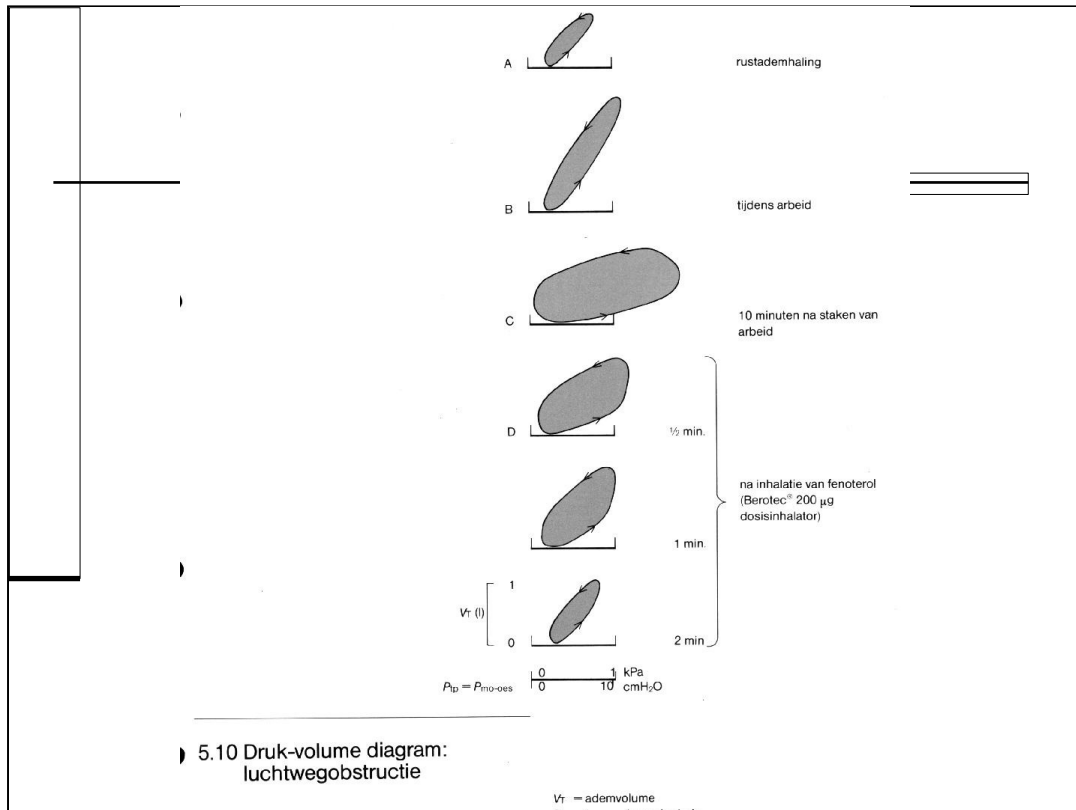 A
rustademhaling
B
tijdens arbeid
C
10 minuten na staken van
arbeid
D
½ min.
na inhalatie van fenoterol
(Berotec® 200 µg
dosisinhalator)
1 min.
1
VT (l)
0
2 min
0 1 kPa
Ptp = Pmo-oes 0 10 cmH2O
5.10 Druk-volume diagram:
luchtwegobstructie
VT = ademvolume